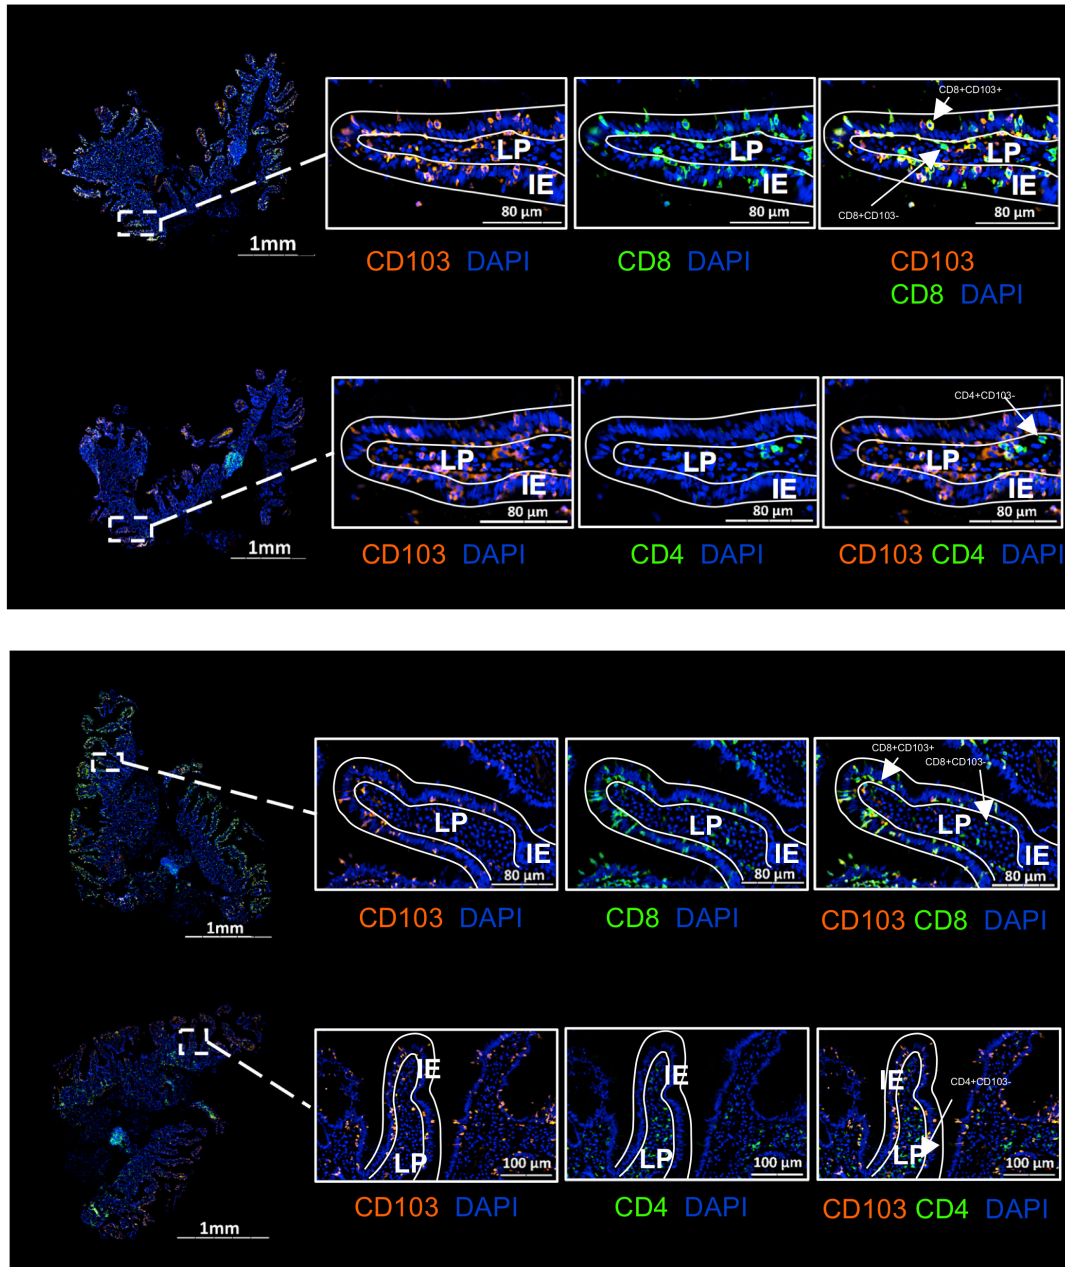 CD8+CD103+
LP
LP
LP
IE
IE
IE
CD8+CD103-
80 µm
80 µm
80 µm
1mm
CD103 DAPI
CD8 DAPI
CD103
CD8 DAPI
CD4+CD103-
LP
LP
LP
IE
IE
IE
80 µm
80 µm
80 µm
1mm
CD103 DAPI
CD4 DAPI
CD103 CD4 DAPI
CD8+CD103+
CD8+CD103-
LP
LP
LP
IE
IE
IE
80 µm
80 µm
80 µm
1mm
CD103 DAPI
CD8 DAPI
CD103 CD8 DAPI
IE
IE
IE
CD4+CD103-
LP
LP
LP
100 µm
100 µm
100 µm
1mm
CD103 DAPI
CD4 DAPI
CD103 CD4 DAPI